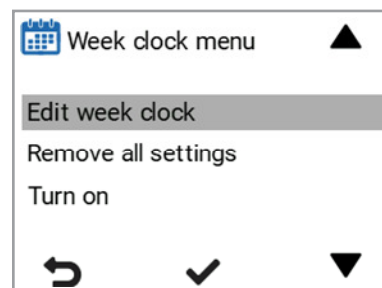 Week clock menu
Edit week clock
Remove all settings
Turn on